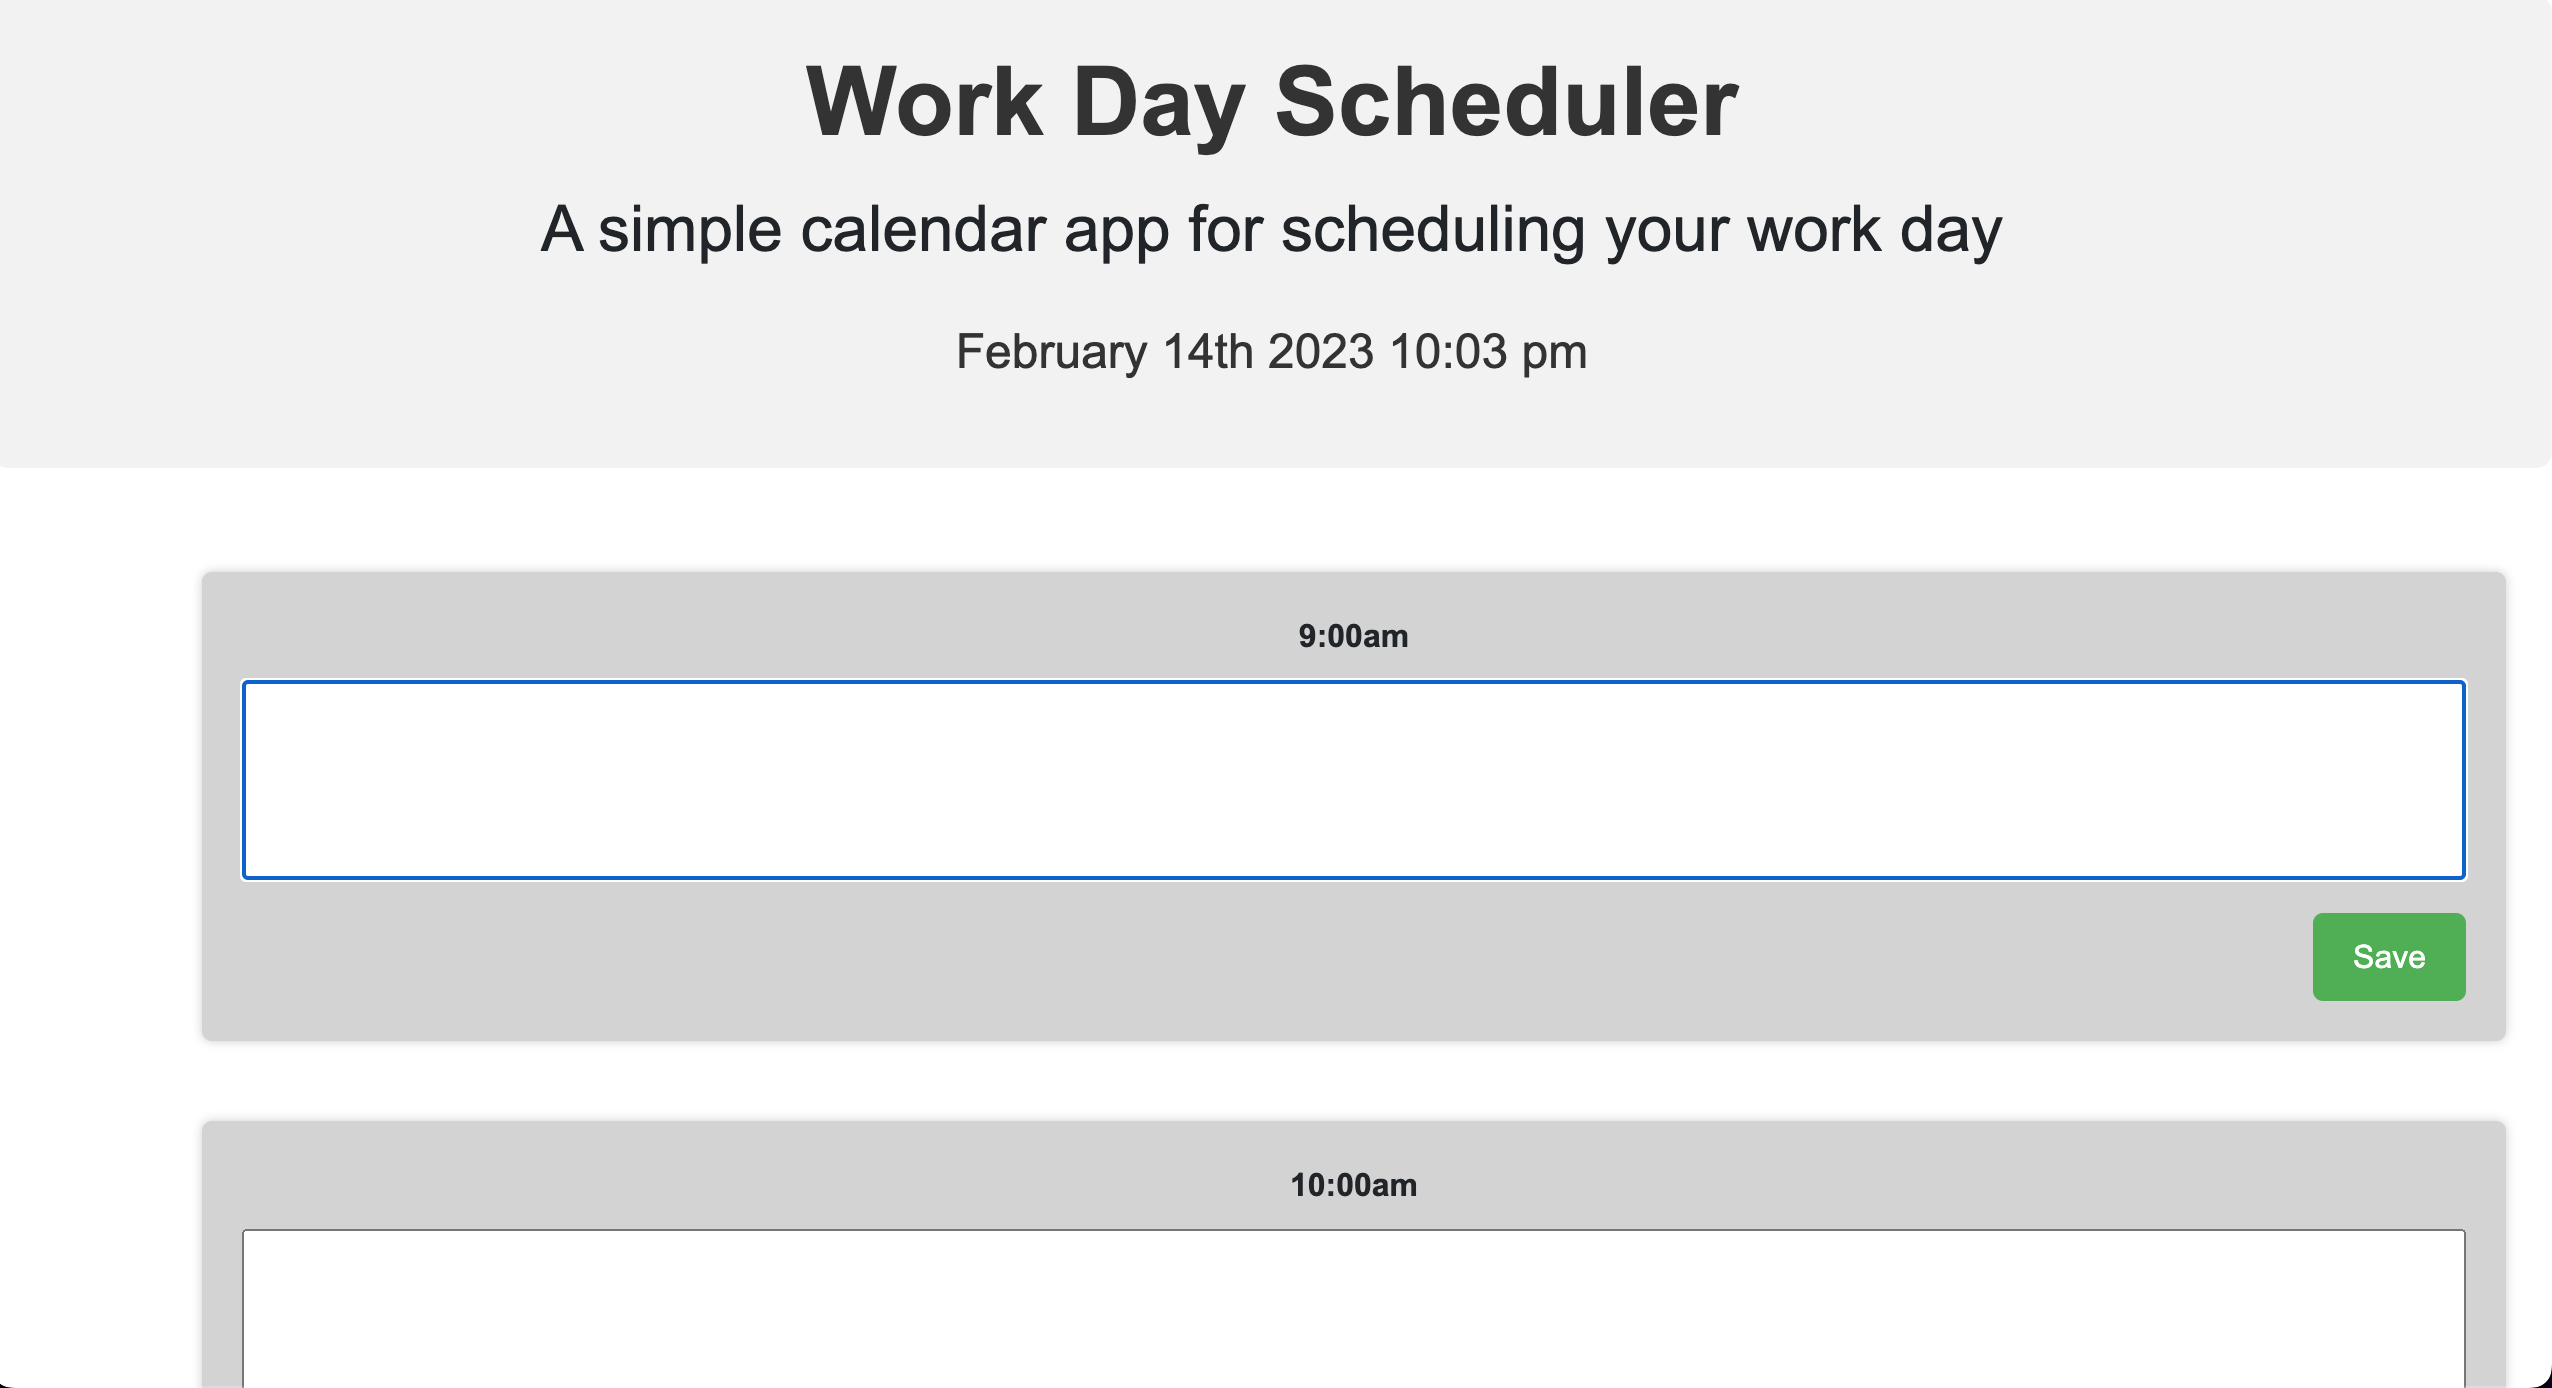 Work Day Scheduler
A simple calendar app for scheduling your work day
February 14th 2023 10:03 pm
9:00am
Save
10:00am